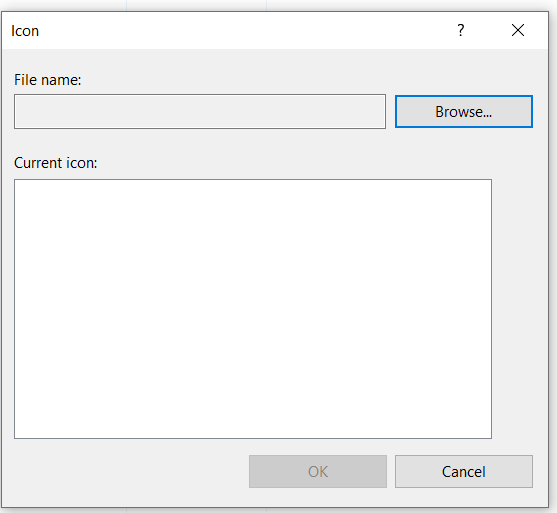 Icon ?
File name:
Browse...
Current icon:
OK Cancel